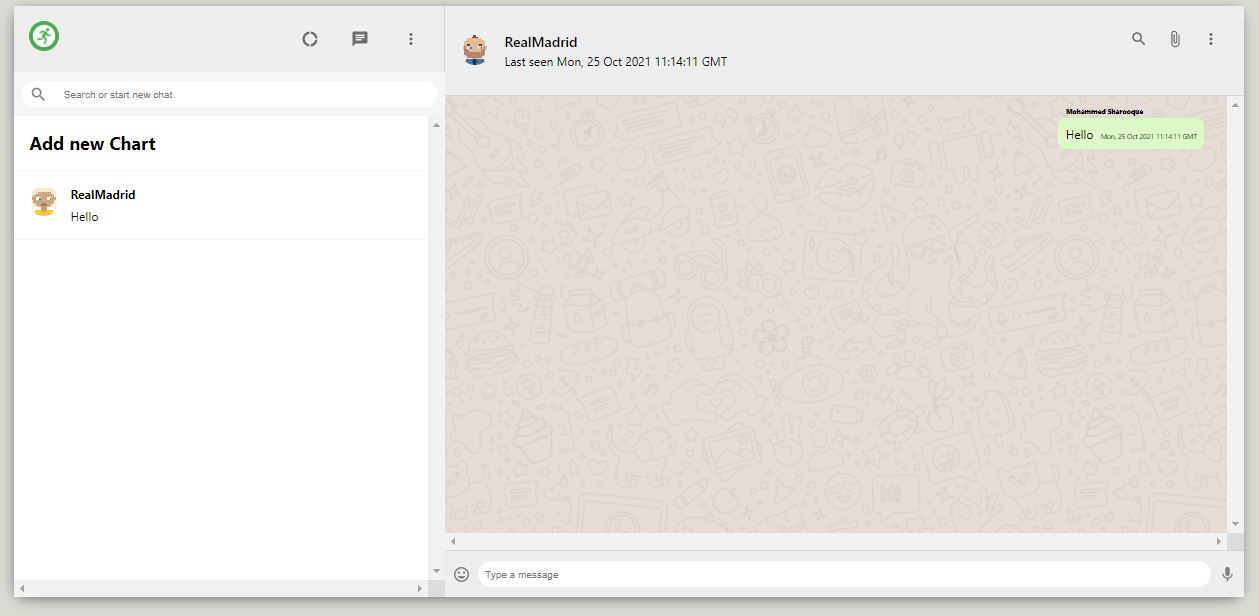 Search or start new chat
Add new Chart
RealMadrid
Hello
RealMadrid
Last seen Mon, 25 Oct 2021 11:14:11 GMT
Mohammed Sharooque
Hello Mon, 25 Oct 2021 11:14:11 GMT
Hi
Type a message